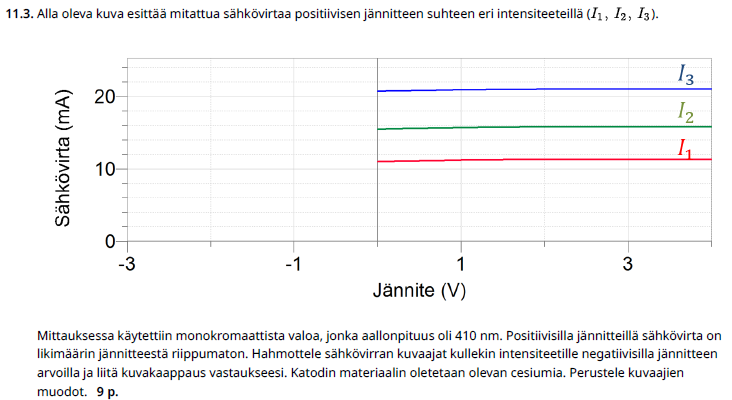 11.3. Alla oleva kuva esittää mitattua sähkövirtaa positiivisen jännitteen suhteen eri intensiteeteillä (I₁, I₂, I₃).
I₃
20
I₂
Sähkövirta (mA)
I₁
10
0
-3 -1 1 3
Jännite (V)
Mittauksessa käytettiin monokromaattista valoa, jonka aallonpituus oli 410 nm. Positiivisilla jännitteillä sähkövirta on
likimäärin jännitteestä riippumaton. Hahmottele sähkövirran kuvaajat kullekin intensiteetille negatiivisilla jännitteen
arvoilla ja liitä kuvakaappaus vastaukseesi. Katodin materiaalin oletetaan olevan cesiumia. Perustele kuvaajien
muodot. 9 p.